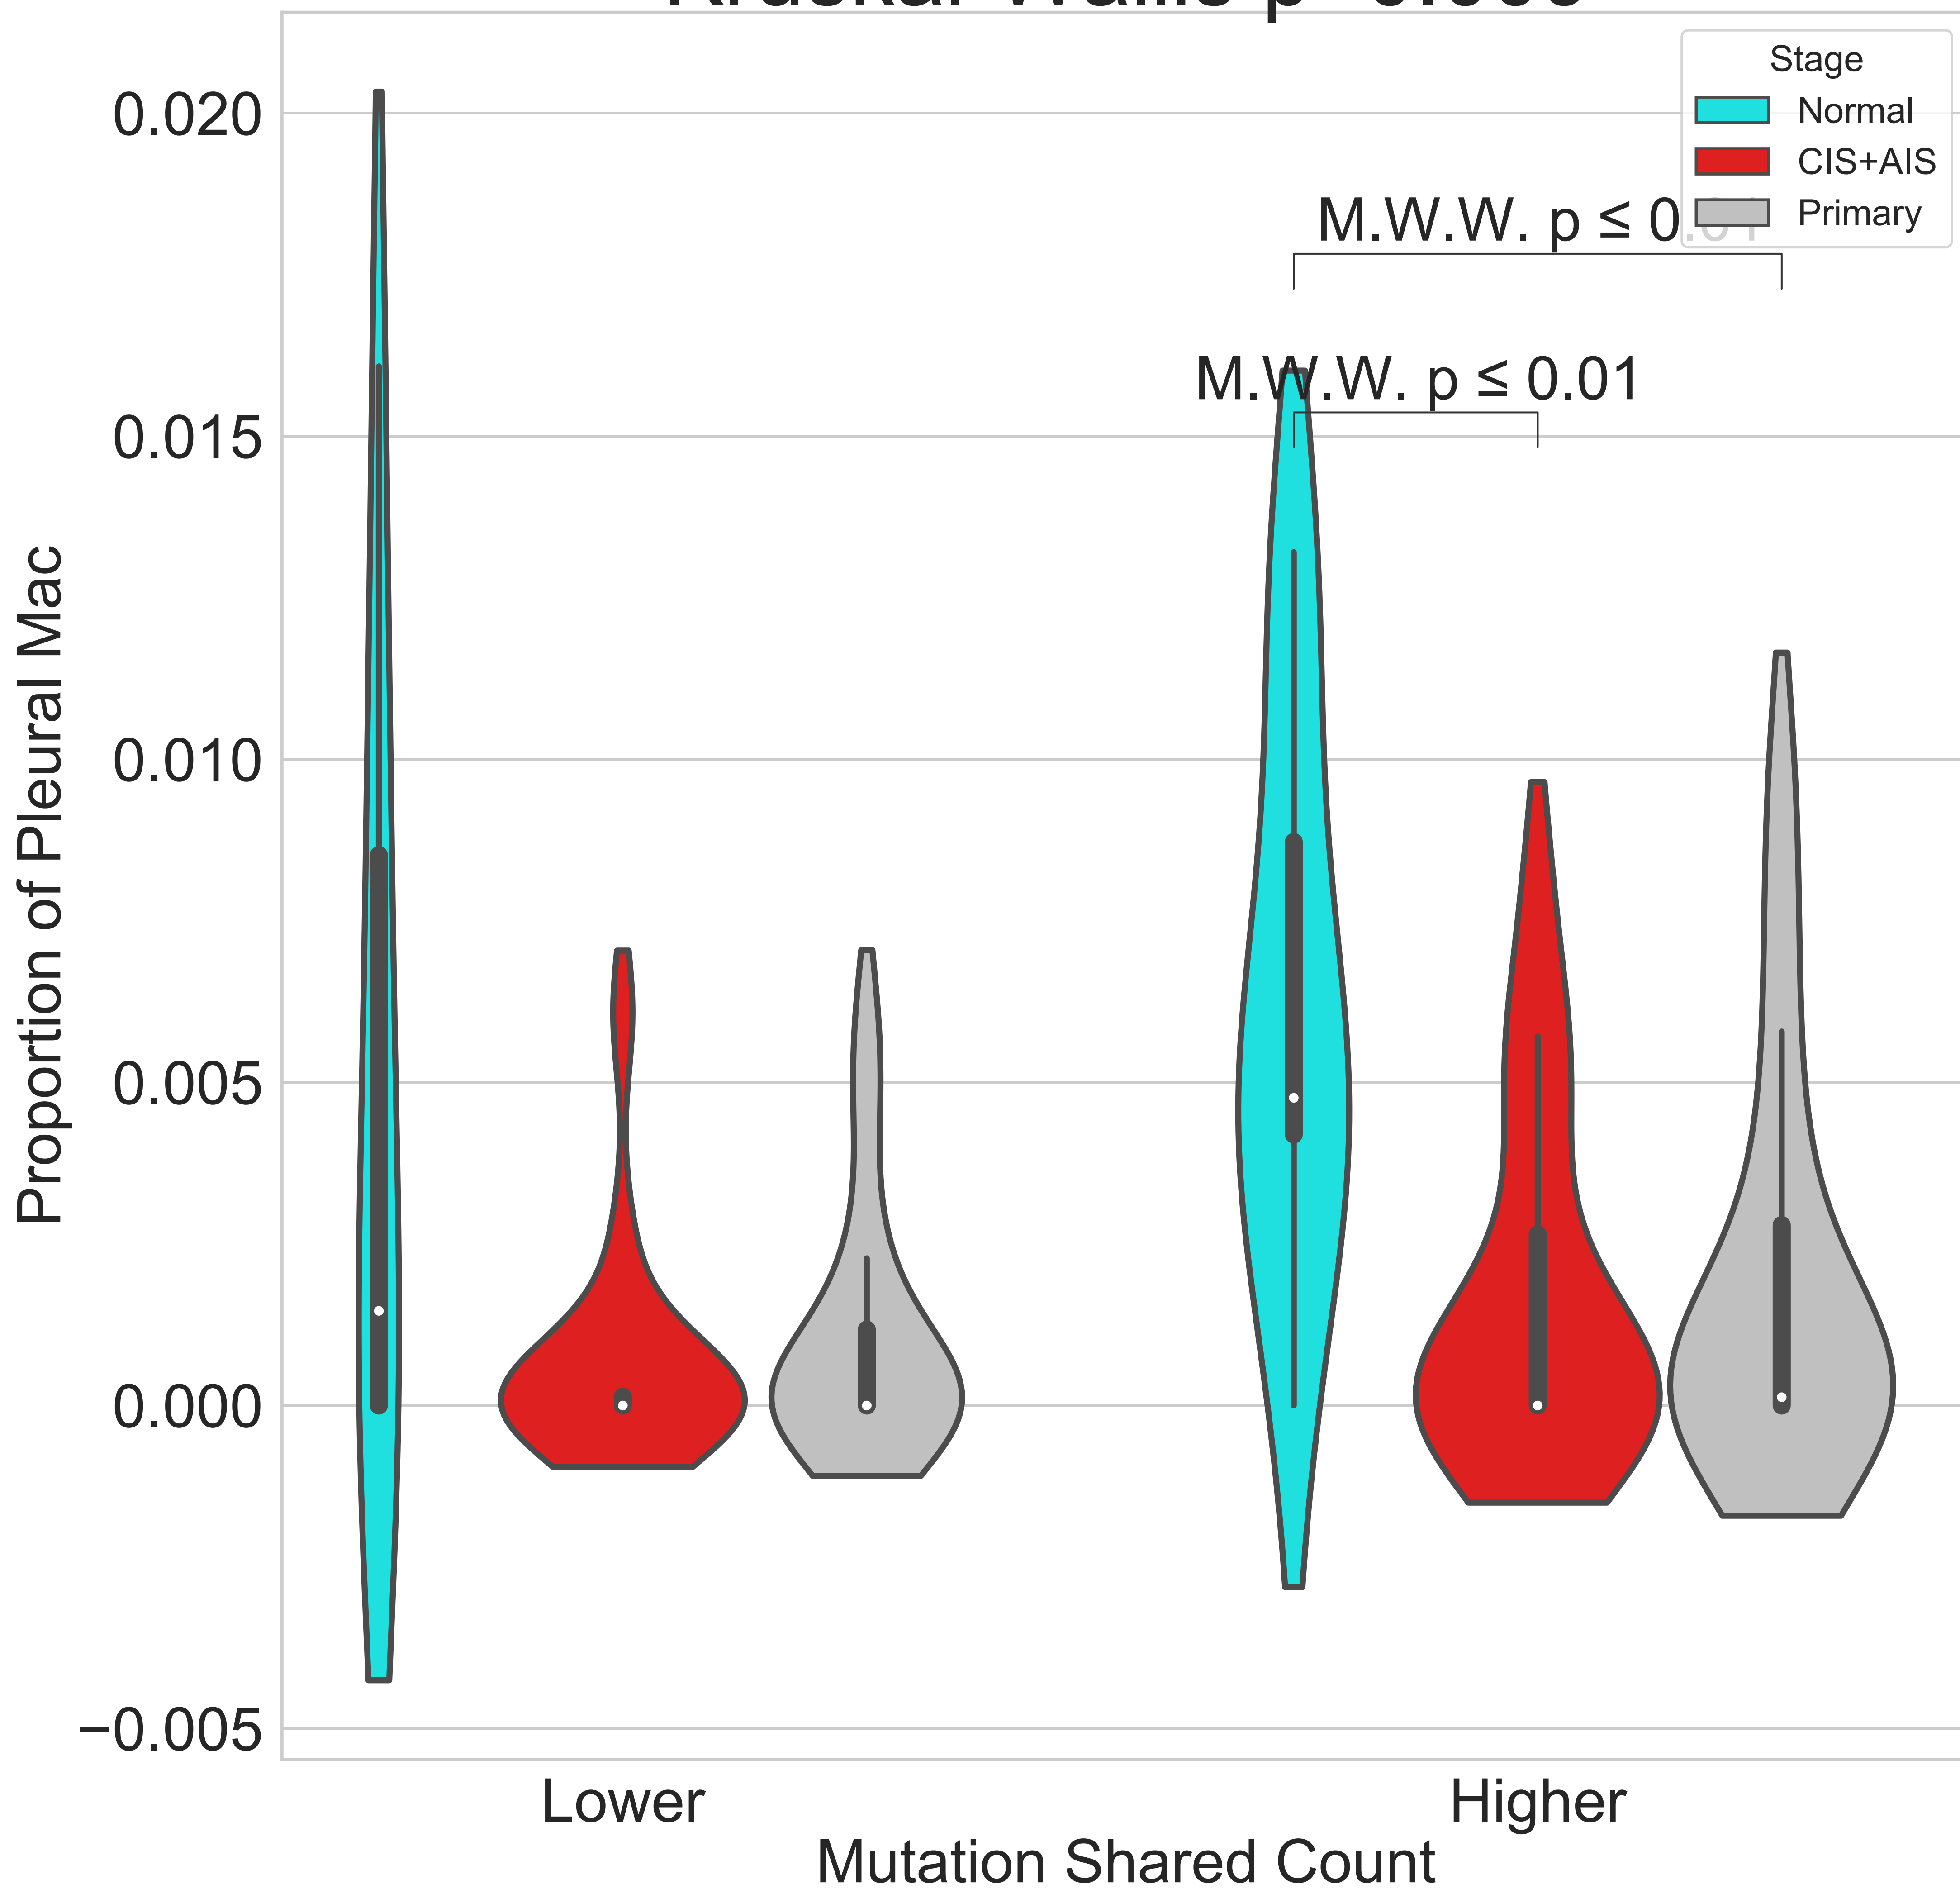 Stage
Normal
CIS+AIS
Primary
M.W.W. p ≤ 0.01
M.W.W. p ≤ 0.01
0.020
0.015
0.010
0.005
0.000
−0.005
Proportion of Pleural Mac
Lower
Higher
Mutation Shared Count